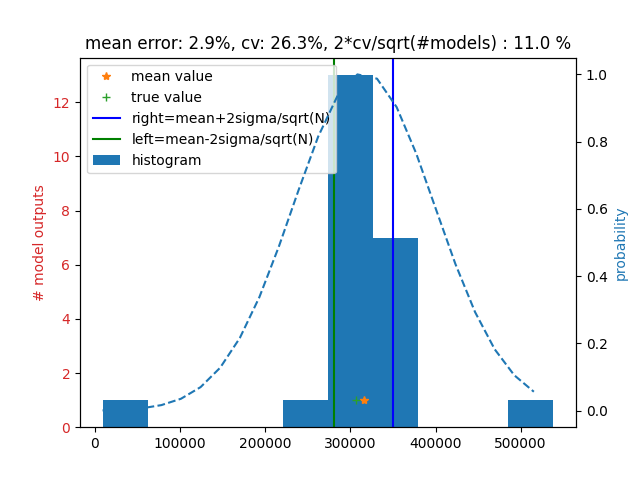 mean error: 2.9%, cv: 26.3%, 2*cv/sqrt(#models) : 11.0 %
mean value
true value
right=mean+2sigma/sqrt(N)
left=mean-2sigma/sqrt(N)
histogram
# model outputs
12
10
8
6
4
2
0
1.0
0.8
0.6
0.4
0.2
0.0
probability
0
100000
200000
300000
400000
500000